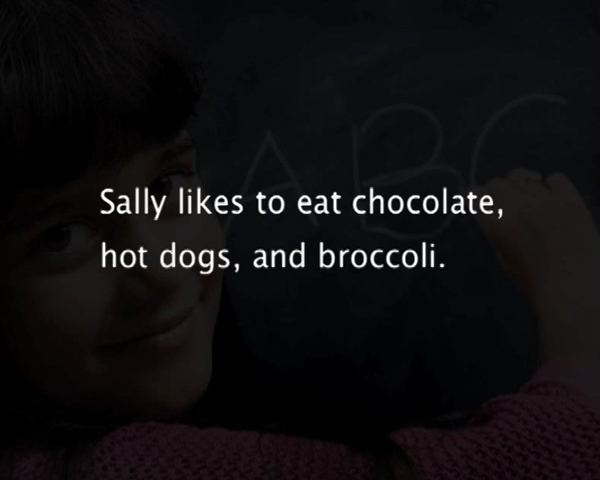 A B C
Sally likes to eat chocolate,
hot dogs, and broccoli.